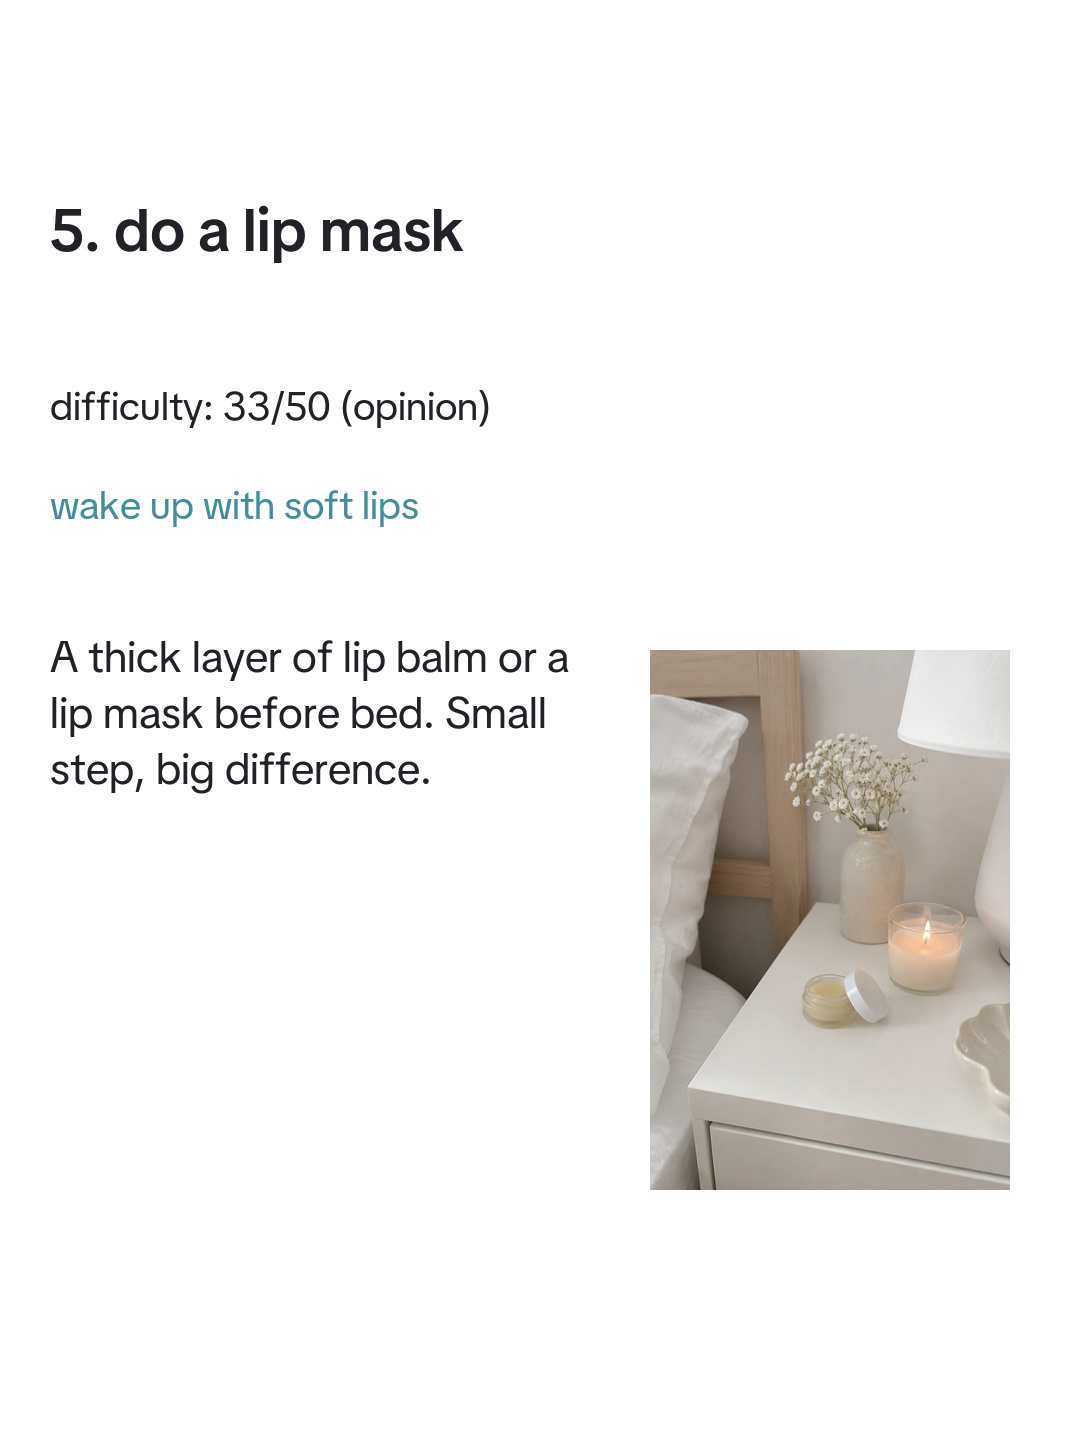 5. do a lip mask
difficulty: 33/50 (opinion)
wake up with soft lips
A thick layer of lip balm or a
lip mask before bed. Small
step, big difference.